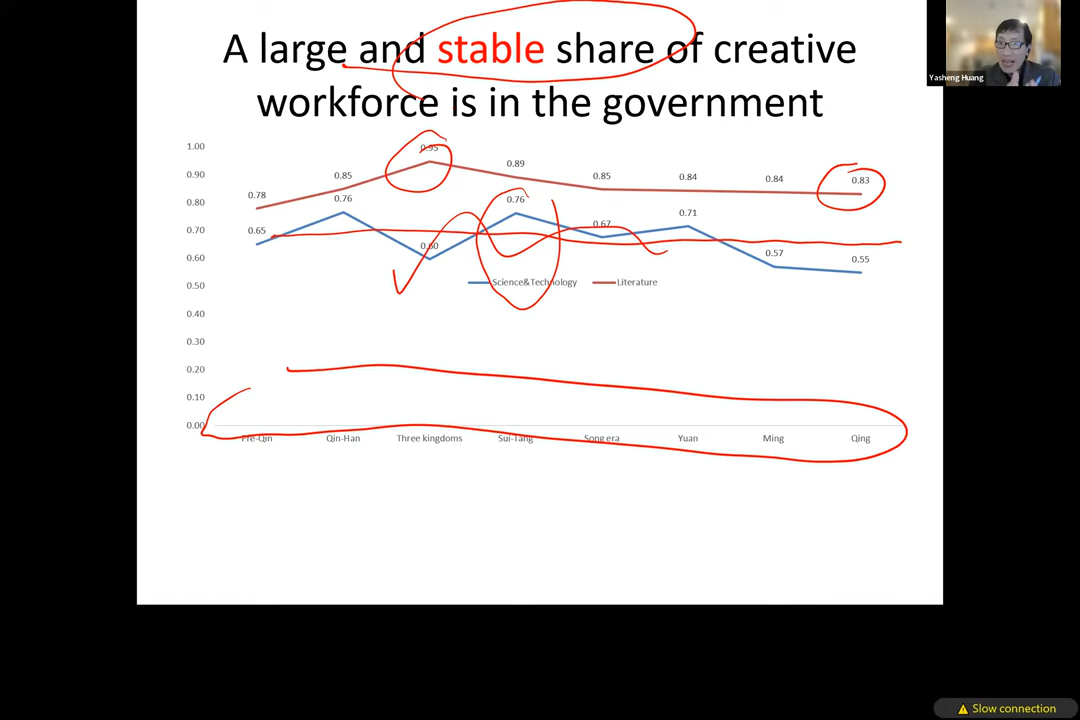 A large and stable share of creative
workforce is in the government
Yasheng Huang
1.00
0.90
0.80
0.70
0.60
0.50
0.40
0.30
0.20
0.10
0.00
0.78
0.85
0.95
0.89
0.85
0.84
0.84
0.83
0.65
0.76
0.60
0.76
0.67
0.71
0.57
0.55
Science&Technology
Literature
Pre-Qin
Qin-Han
Three kingdoms
Sui-Tang
Song era
Yuan
Ming
Qing
Slow connection